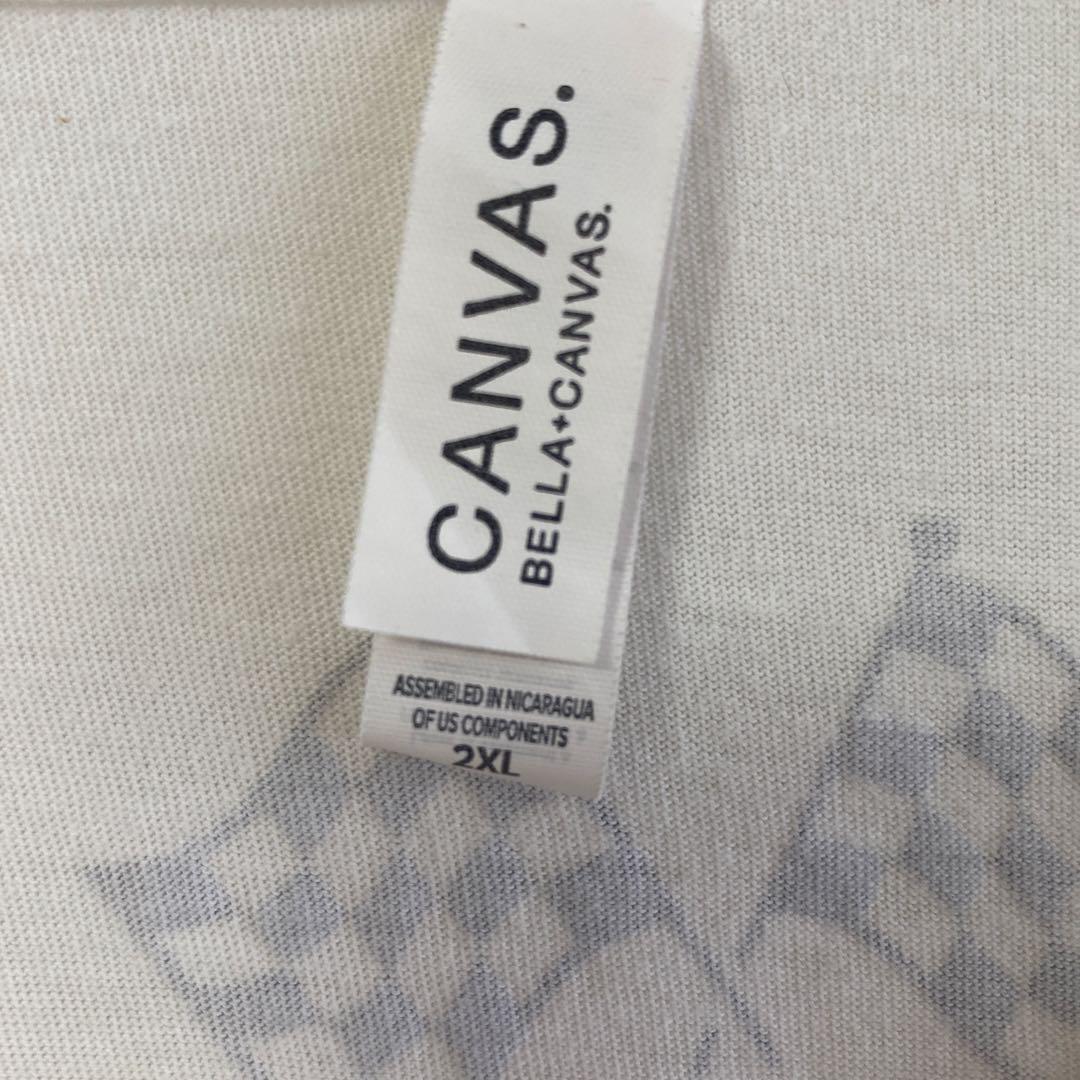 CANVAS.
BELLA+CANVAS.
ASSEMBLED IN NICARAGUA
OF US COMPONENTS
2XL